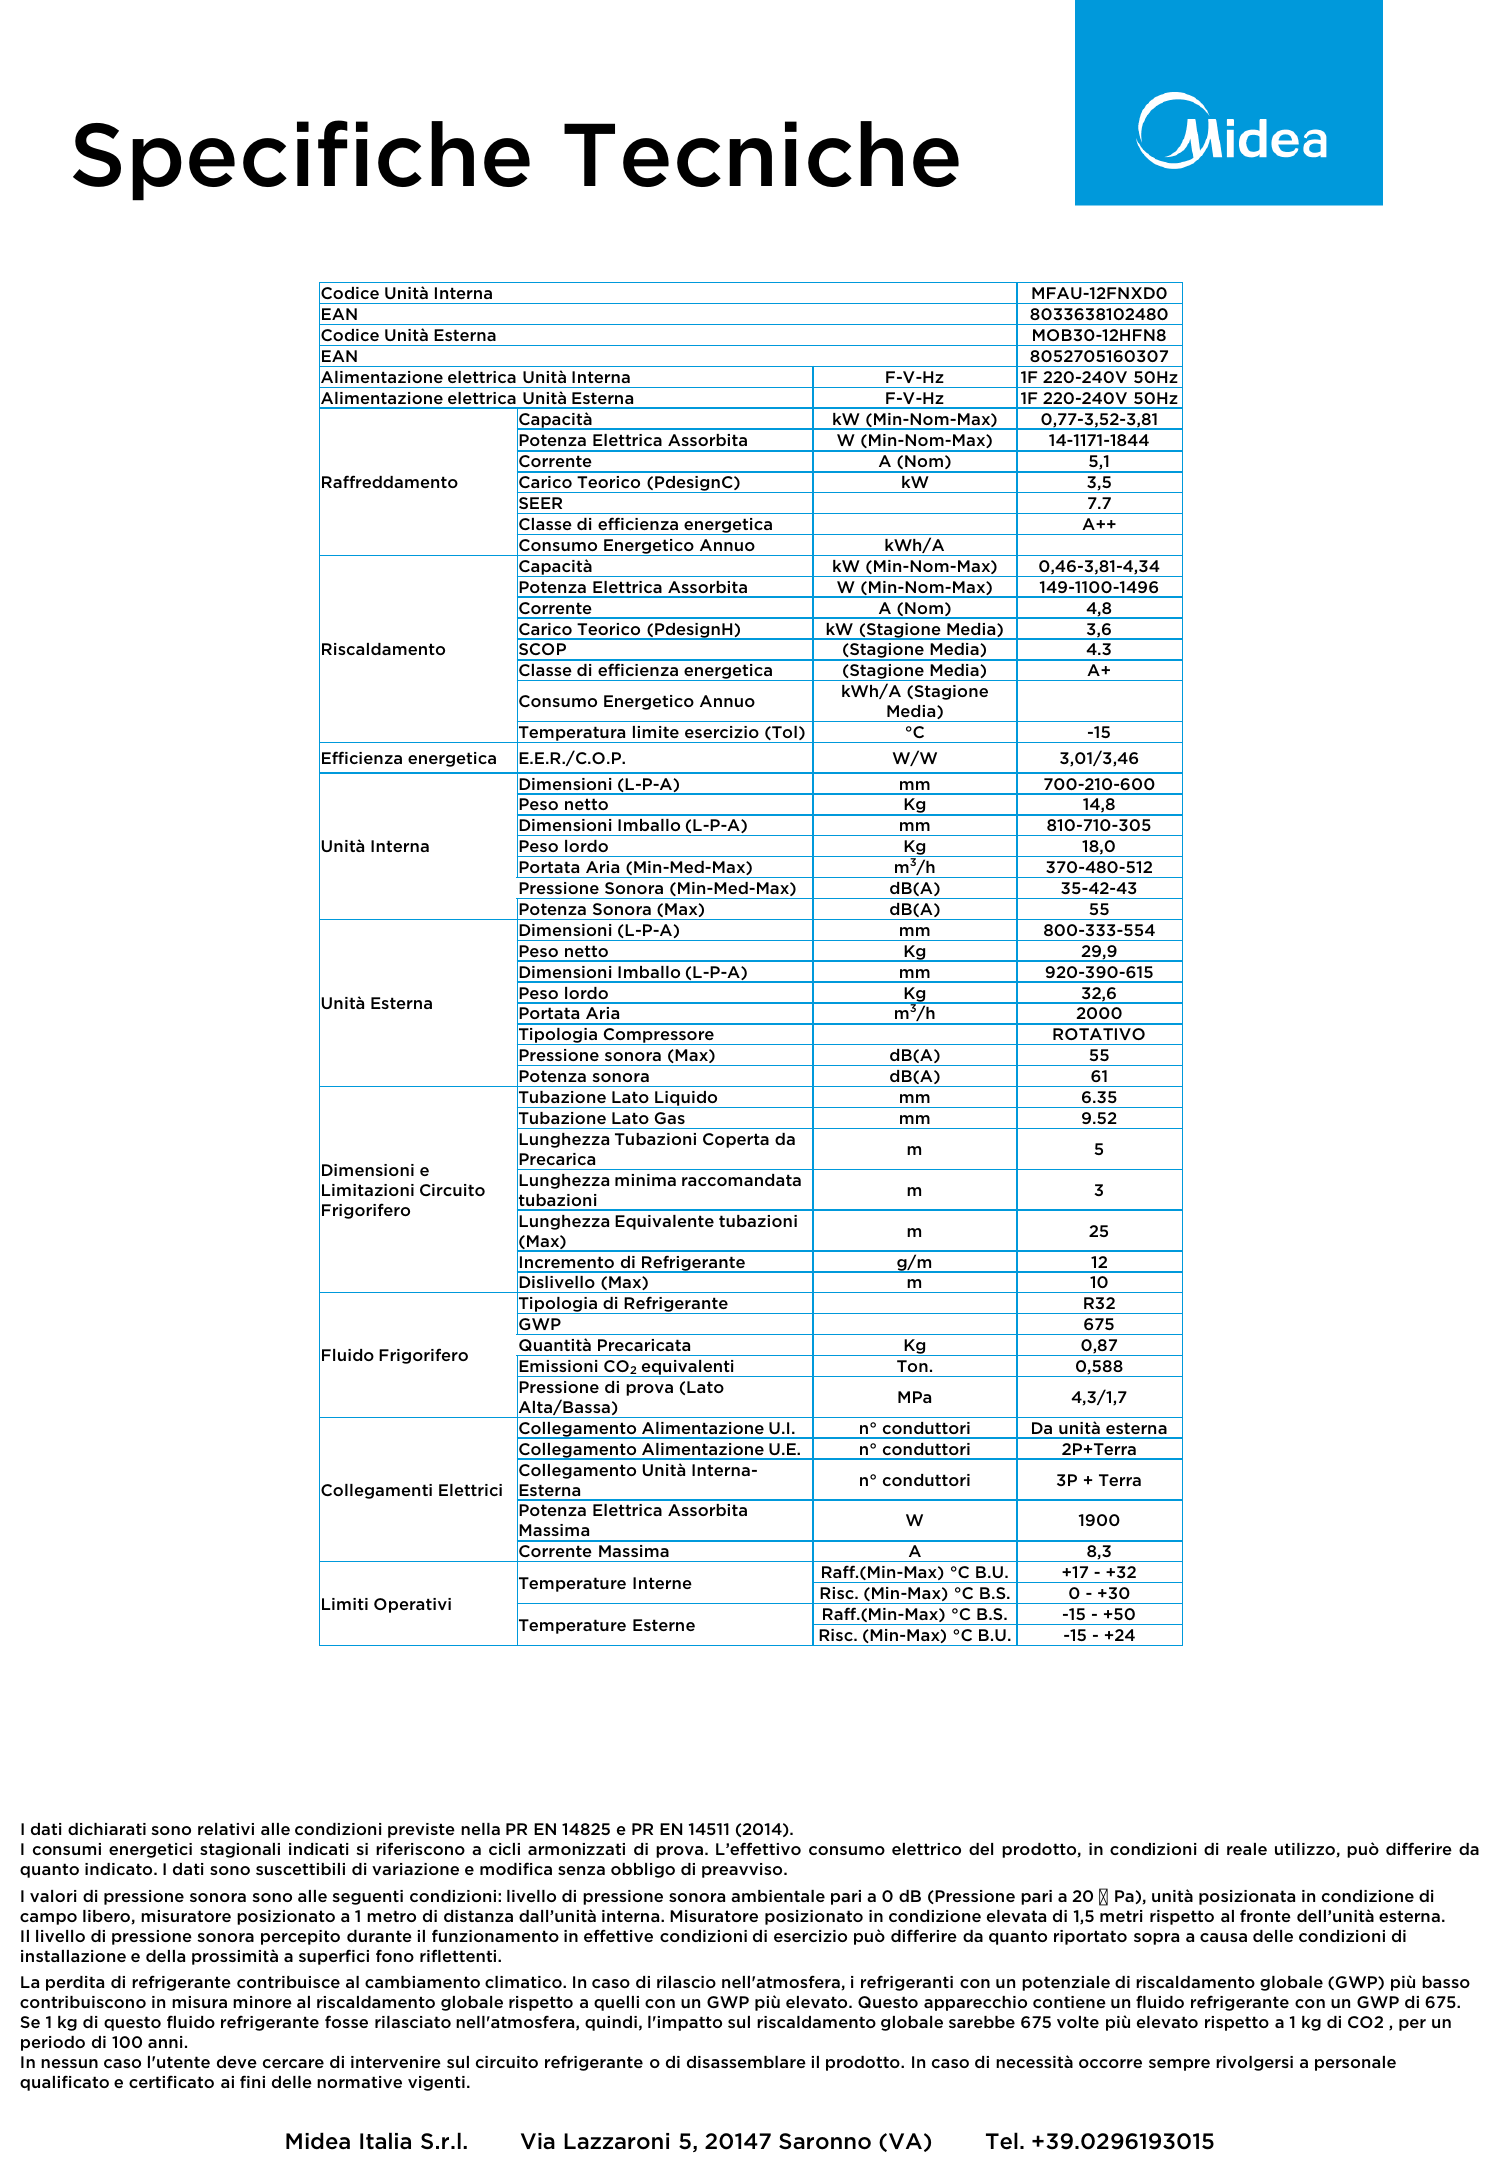 Specifiche Tecniche
Midea
Codice Unità Interna MFAU-12FNXD0
EAN 8033638102480
Codice Unità Esterna MOB30-12HFN8
EAN 8052705160307
Alimentazione elettrica Unità Interna F-V-Hz 1F 220-240V 50Hz
Alimentazione elettrica Unità Esterna F-V-Hz 1F 220-240V 50Hz
Raffreddamento
Capacità kW (Min-Nom-Max) 0,77-3,52-3,81
Potenza Elettrica Assorbita W (Min-Nom-Max) 14-1171-1844
Corrente A (Nom) 5,1
Carico Teorico (PdesignC) kW 3,5
SEER 7.7
Classe di efficienza energetica A++
Consumo Energetico Annuo kWh/A
Riscaldamento
Capacità kW (Min-Nom-Max) 0,46-3,81-4,34
Potenza Elettrica Assorbita W (Min-Nom-Max) 149-1100-1496
Corrente A (Nom) 4,8
Carico Teorico (PdesignH) kW (Stagione Media) 3,6
SCOP (Stagione Media) 4.3
Classe di efficienza energetica (Stagione Media) A+
Consumo Energetico Annuo kWh/A (Stagione
Media)
Temperatura limite esercizio (Tol) °C -15
Efficienza energetica E.E.R./C.O.P. W/W 3,01/3,46
Unità Interna
Dimensioni (L-P-A) mm 700-210-600
Peso netto Kg 14,8
Dimensioni Imballo (L-P-A) mm 810-710-305
Peso lordo Kg 18,0
Portata Aria (Min-Med-Max) m³/h 370-480-512
Pressione Sonora (Min-Med-Max) dB(A) 35-42-43
Potenza Sonora (Max) dB(A) 55
Unità Esterna
Dimensioni (L-P-A) mm 800-333-554
Peso netto Kg 29,9
Dimensioni Imballo (L-P-A) mm 920-390-615
Peso lordo Kg 32,6
Portata Aria m³/h 2000
Tipologia Compressore ROTATIVO
Pressione sonora (Max) dB(A) 55
Potenza sonora dB(A) 61
Dimensioni e
Limitazioni Circuito
Frigorifero
Tubazione Lato Liquido mm 6.35
Tubazione Lato Gas mm 9.52
Lunghezza Tubazioni Coperta da
Precarica m 5
Lunghezza minima raccomandata
tubazioni m 3
Lunghezza Equivalente tubazioni
(Max) m 25
Incremento di Refrigerante g/m 12
Dislivello (Max) m 10
Fluido Frigorifero
Tipologia di Refrigerante R32
GWP 675
Quantità Precaricata Kg 0,87
Emissioni CO₂ equivalenti Ton. 0,588
Pressione di prova (Lato
Alta/Bassa) MPa 4,3/1,7
Collegamenti Elettrici
Collegamento Alimentazione U.I. n° conduttori Da unità esterna
Collegamento Alimentazione U.E. n° conduttori 2P+Terra
Collegamento Unità Interna-
Esterna n° conduttori 3P + Terra
Potenza Elettrica Assorbita
Massima W 1900
Corrente Massima A 8,3
Limiti Operativi
Temperature Interne
Raff.(Min-Max) °C B.U. +17 - +32
Risc. (Min-Max) °C B.S. 0 - +30
Temperature Esterne
Raff.(Min-Max) °C B.S. -15 - +50
Risc. (Min-Max) °C B.U. -15 - +24
I dati dichiarati sono relativi alle condizioni previste nella PR EN 14825 e PR EN 14511 (2014).
I consumi energetici stagionali indicati si riferiscono a cicli armonizzati di prova. L’effettivo consumo elettrico del prodotto, in condizioni di reale utilizzo, può differire da
quanto indicato. I dati sono suscettibili di variazione e modifica senza obbligo di preavviso.
I valori di pressione sonora sono alle seguenti condizioni: livello di pressione sonora ambientale pari a 0 dB (Pressione pari a 20 Pa), unità posizionata in condizione di
campo libero, misuratore posizionato a 1 metro di distanza dall’unità interna. Misuratore posizionato in condizione elevata di 1,5 metri rispetto al fronte dell’unità esterna.
Il livello di pressione sonora percepito durante il funzionamento in effettive condizioni di esercizio può differire da quanto riportato sopra a causa delle condizioni di
installazione e della prossimità a superfici fono riflettenti.
La perdita di refrigerante contribuisce al cambiamento climatico. In caso di rilascio nell'atmosfera, i refrigeranti con un potenziale di riscaldamento globale (GWP) più basso
contribuiscono in misura minore al riscaldamento globale rispetto a quelli con un GWP più elevato. Questo apparecchio contiene un fluido refrigerante con un GWP di 675.
Se 1 kg di questo fluido refrigerante fosse rilasciato nell'atmosfera, quindi, l'impatto sul riscaldamento globale sarebbe 675 volte più elevato rispetto a 1 kg di CO2 , per un
periodo di 100 anni.
In nessun caso l'utente deve cercare di intervenire sul circuito refrigerante o di disassemblare il prodotto. In caso di necessità occorre sempre rivolgersi a personale
qualificato e certificato ai fini delle normative vigenti.
Midea Italia S.r.l. Via Lazzaroni 5, 20147 Saronno (VA) Tel. +39.0296193015